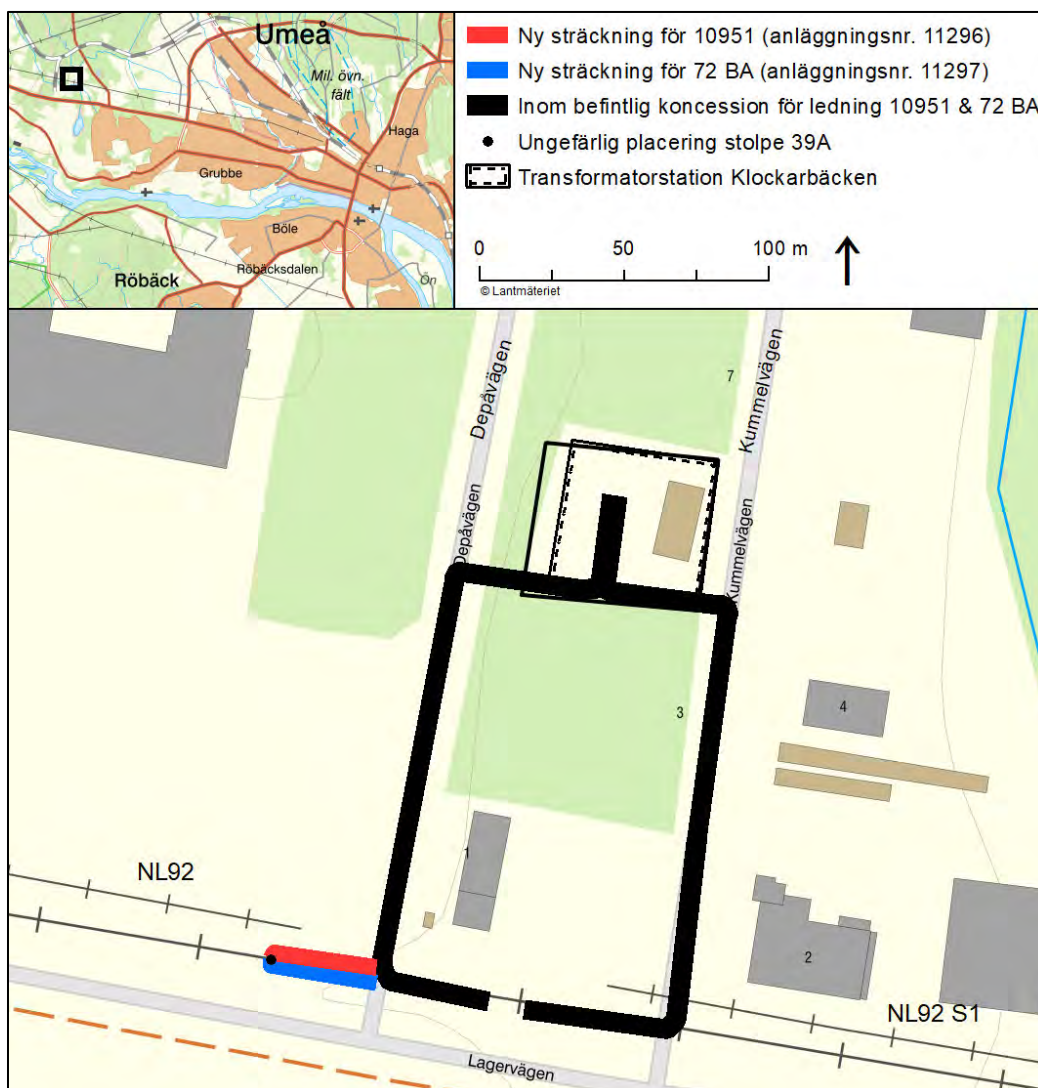 Umeå
Mil. övn.
fält
Haga
Grubbe
Böle
Röbäcksdalen
Röbäck
Ön
Ny sträckning för 10951 (anläggningsnr. 11296)
Ny sträckning för 72 BA (anläggningsnr. 11297)
Inom befintlig koncession för ledning 10951 & 72 BA
Ungefärlig placering stolpe 39A
Transformatorstation Klockarbäcken
0 50 100 m
© Lantmäteriet
Depåvägen
7
Kummelvägen
Depåvägen
Kummelvägen
3
4
1
NL92
2
NL92 S1
Lagervägen